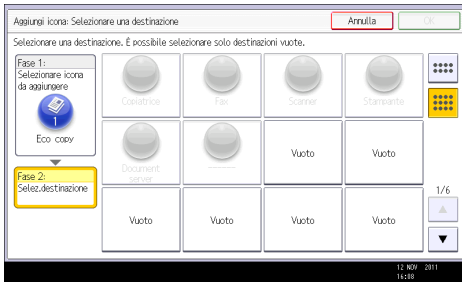 Aggiungi icona: Selezionare una destinazione
Annulla
OK
Selezionare una destinazione. È possibile selezionare solo destinazioni vuote.
Fase 1:
Selezionare icona
da aggiungere
1
Eco copy
Fase 2:
Selez.destinazione
Copiatrice
Fax
Scanner
Stampante
Document
server
Vuoto
Vuoto
Vuoto
Vuoto
Vuoto
Vuoto
1/6
12 NOV 2011
16:08